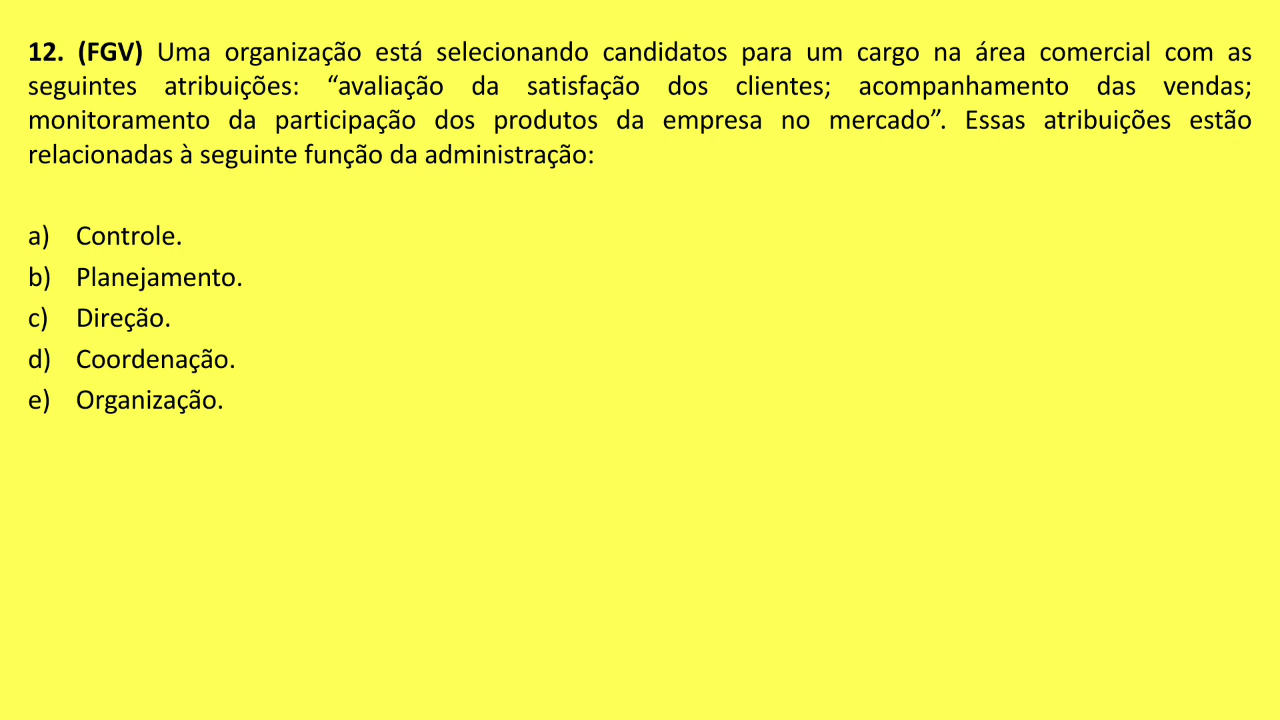 12. (FGV) Uma organização está selecionando candidatos para um cargo na área comercial com as
seguintes atribuições: “avaliação da satisfação dos clientes; acompanhamento das vendas;
monitoramento da participação dos produtos da empresa no mercado”. Essas atribuições estão
relacionadas à seguinte função da administração:
a) Controle.
b) Planejamento.
c) Direção.
d) Coordenação.
e) Organização.